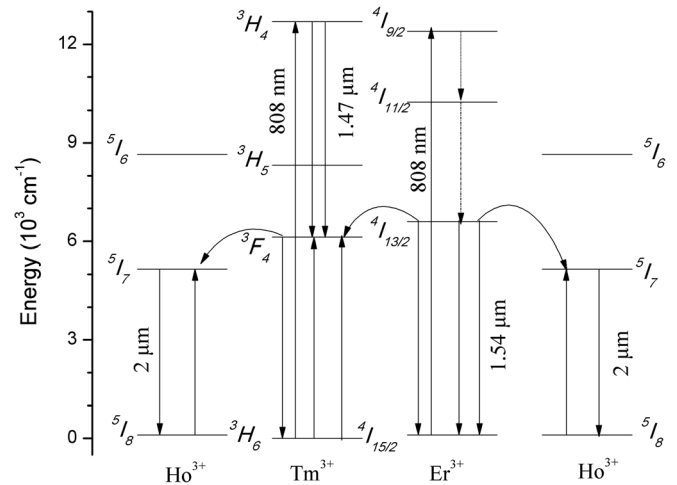 Energy (10³ cm⁻¹)
12
9
6
3
0
⁵I₆
⁵I₇
⁵I₈
2 μm
Ho³⁺
³H₄
³H₅
³F₄
³H₆
808 nm
1.47 μm
Tm³⁺
⁴I₉/₂
⁴I₁₁/₂
⁴I₁₃/₂
⁴I₁₅/₂
808 nm
1.54 μm
Er³⁺
⁵I₆
⁵I₇
⁵I₈
2 μm
Ho³⁺